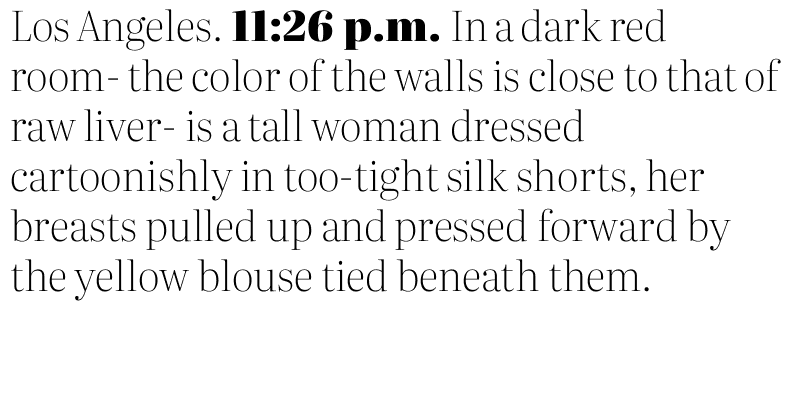 Los Angeles. 11:26 p.m. In a dark red
room- the color of the walls is close to that of
raw liver- is a tall woman dressed
cartoonishly in too-tight silk shorts, her
breasts pulled up and pressed forward by
the yellow blouse tied beneath them.